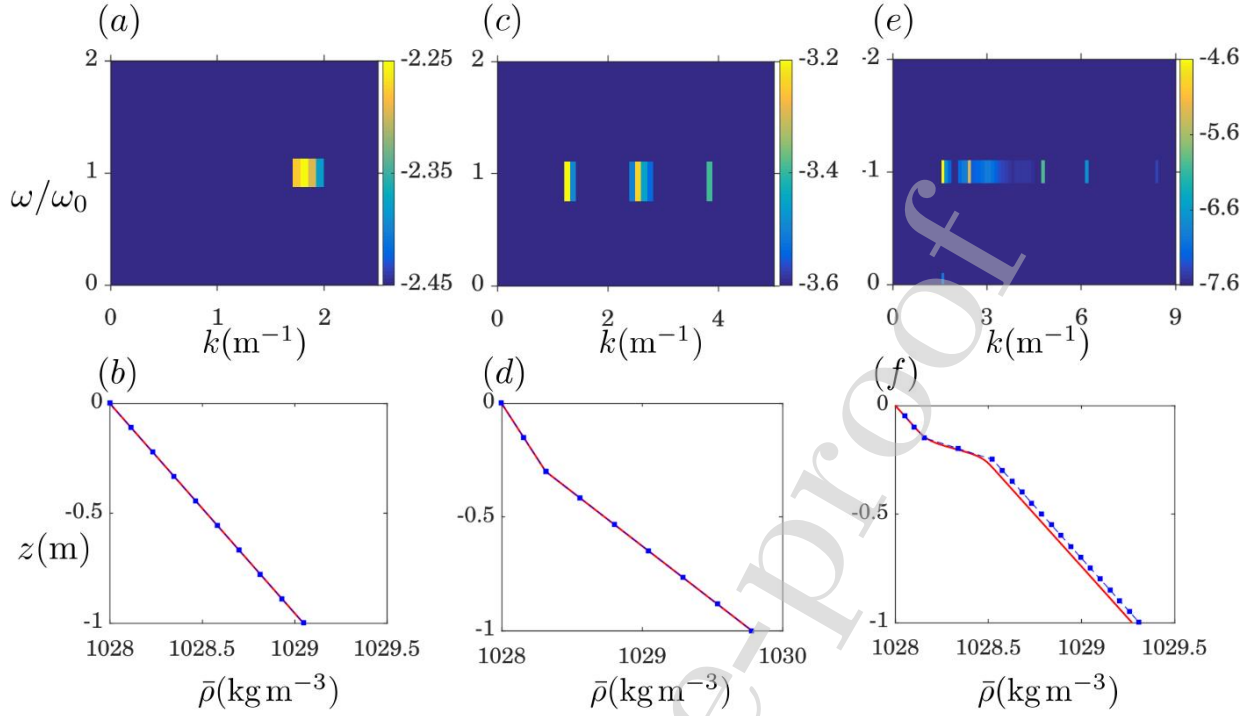 (a) (c) (e)
2 -2.25 2 -3.2 -2 -4.6
-5.6
ω/ω₀ 1 -2.35 1 -3.4 -1
-6.6
0 -2.45 0 -3.6 0 -7.6
0 1 2 0 2 4 0 3 6 9
k(m⁻¹) k(m⁻¹) k(m⁻¹)
(b) (d) (f)
0 0 0
z(m) -0.5 -0.5 -0.5
-1 -1 -1
1028 1028.5 1029 1029.5 1028 1029 1030 1028 1028.5 1029 1029.5
ρ̄(kg m⁻³) ρ̄(kg m⁻³) ρ̄(kg m⁻³)
e-proof